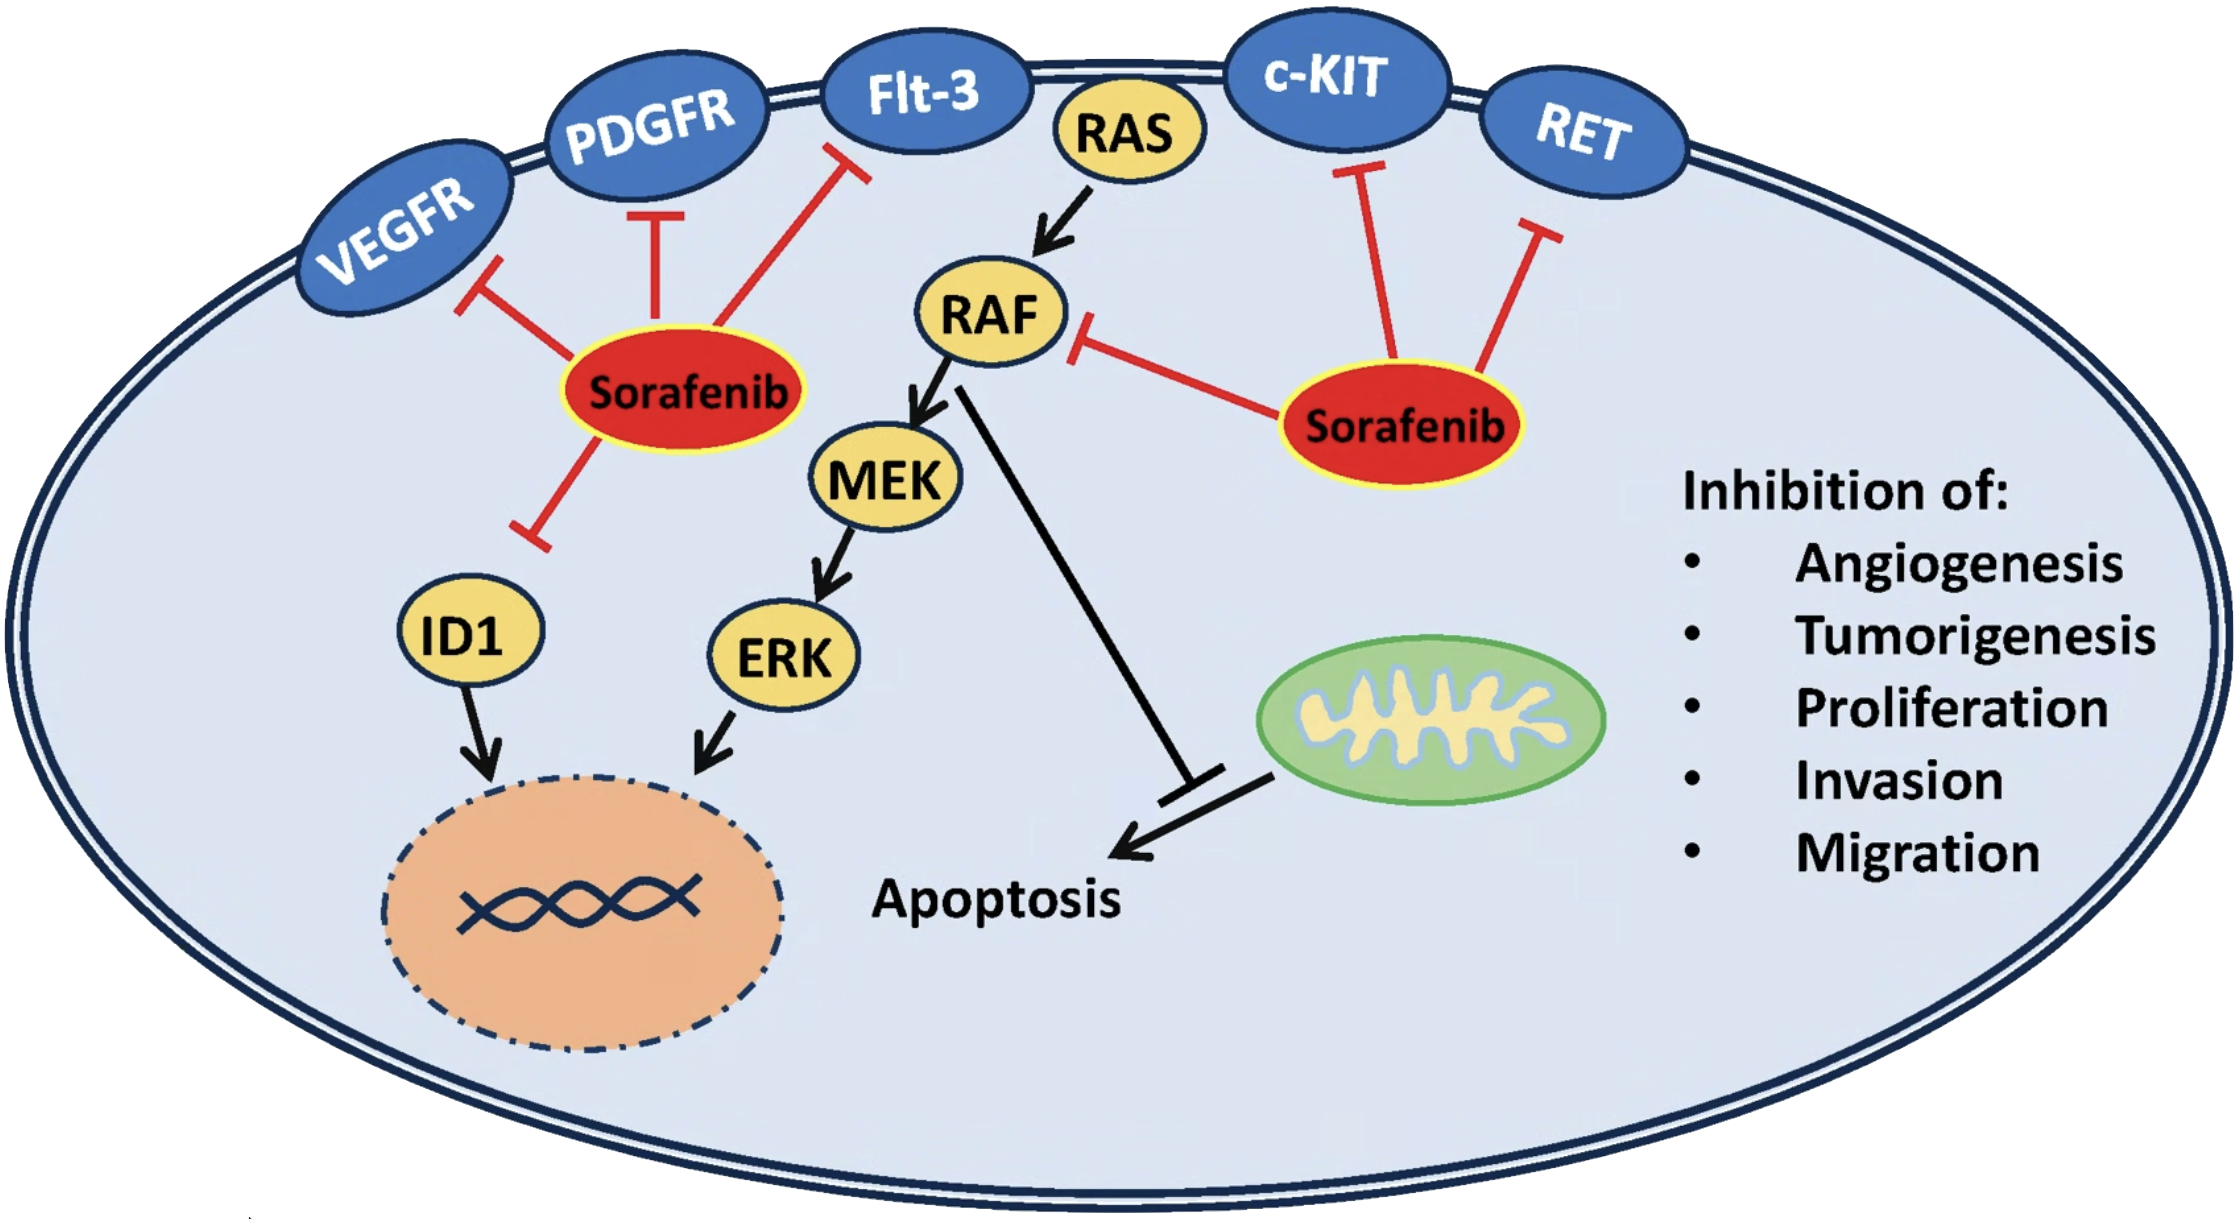 VEGFR
PDGFR
Flt-3
RAS
c-KIT
RET
RAF
Sorafenib
Sorafenib
MEK
ID1
ERK
Apoptosis
Inhibition of:
• Angiogenesis
• Tumorigenesis
• Proliferation
• Invasion
• Migration